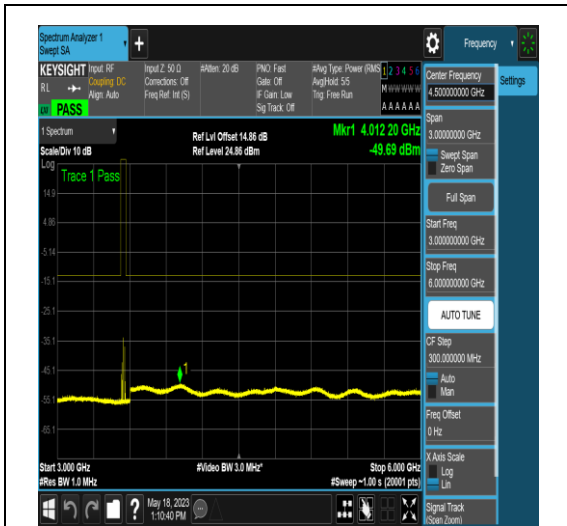 Spectrum Analyzer 1
Swept SA
Frequency
KEYSIGHT
RL
PASS
Input: RF
Coupling: DC
Align: Auto
Input Z: 50 Ω
Corrections: Off
Freq Ref: Int (S)
#Atten: 20 dB
PNO: Fast
Gate: Off
IF Gain: Low
Sig Track: Off
#Avg Type: Power (RMS
Avg|Hold: 5/5
Trig: Free Run
1 2 3 4 5 6
M W W W W W
A A A A A A
1 Spectrum
Scale/Div 10 dB
Ref Lvl Offset 14.86 dB
Ref Level 24.86 dBm
Mkr1 4.012 20 GHz
-49.69 dBm
Log
Trace 1 Pass
14.9
4.86
-5.14
-15.1
-25.1
-35.1
-45.1
-55.1
-65.1
1
Start 3.000 GHz
#Res BW 1.0 MHz
#Video BW 3.0 MHz*
Stop 6.000 GHz
#Sweep ~1.00 s (20001 pts)
May 18, 2023
1:10:40 PM
Center Frequency
4.500000000 GHz
Span
3.00000000 GHz
Swept Span
Zero Span
Full Span
Start Freq
3.000000000 GHz
Stop Freq
6.000000000 GHz
AUTO TUNE
CF Step
300.000000 MHz
Auto
Man
Freq Offset
0 Hz
X Axis Scale
Log
Lin
Signal Track
(Span Zoom)
Settings